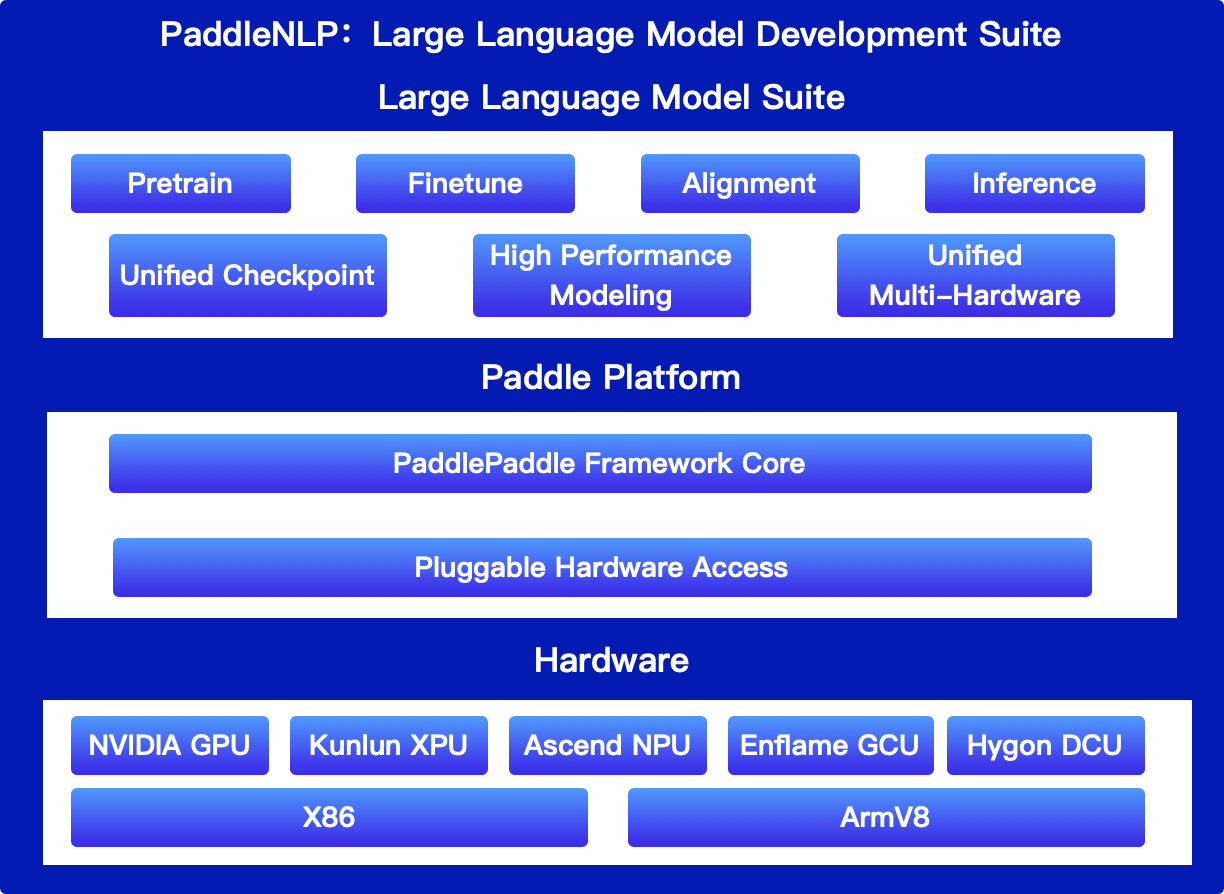 PaddleNLP：Large Language Model Development Suite
Large Language Model Suite
Pretrain
Finetune
Alignment
Inference
Unified Checkpoint
High Performance
Modeling
Unified
Multi–Hardware
Paddle Platform
PaddlePaddle Framework Core
Pluggable Hardware Access
Hardware
NVIDIA GPU
Kunlun XPU
Ascend NPU
Enflame GCU
Hygon DCU
X86
ArmV8